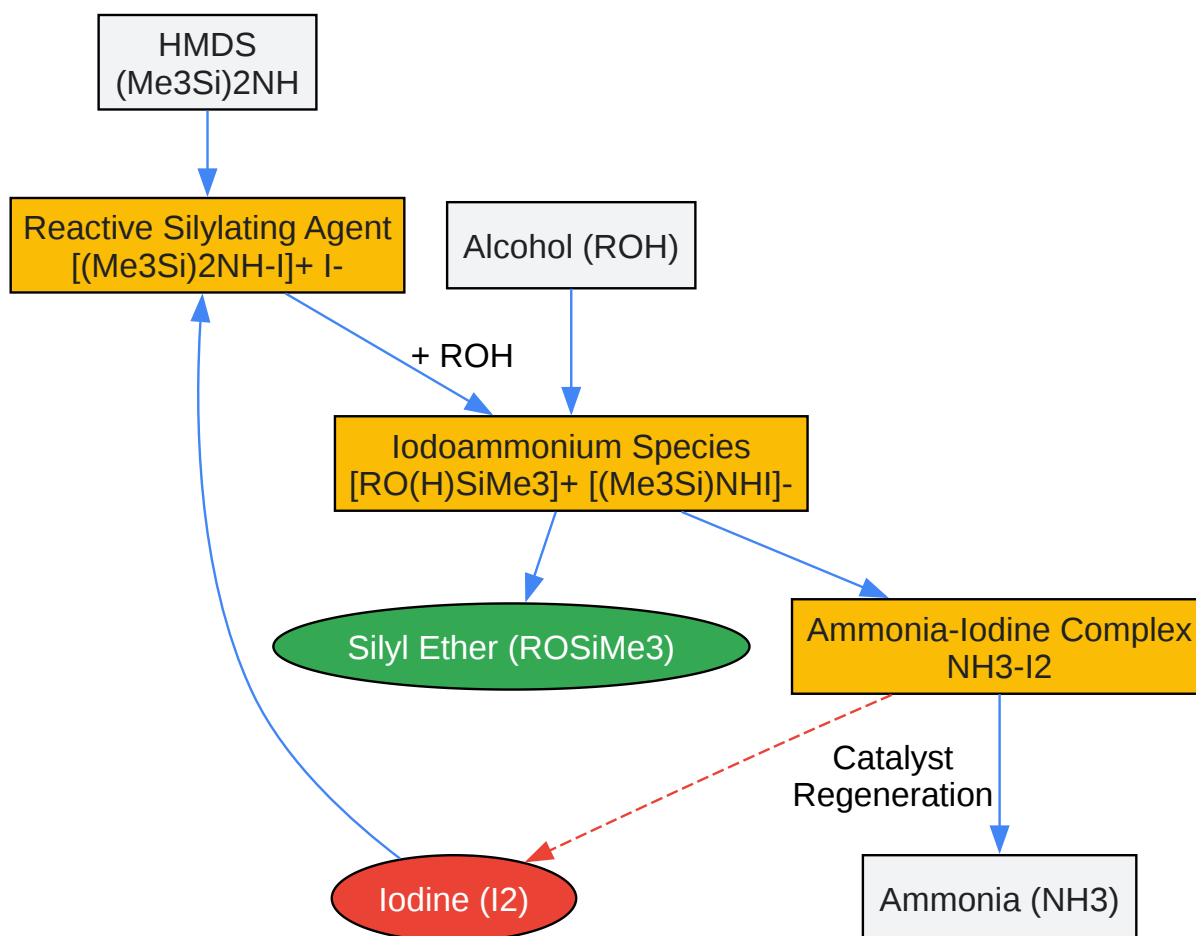 HMDS
(Me3Si)2NH
Reactive Silylating Agent
[(Me3Si)2NH-I]+ I-
Alcohol (ROH)
+ ROH
Iodoammonium Species
[RO(H)SiMe3]+ [(Me3Si)NHI]-
Silyl Ether (ROSiMe3)
Ammonia-Iodine Complex
NH3-I2
Catalyst
Regeneration
Iodine (I2)
Ammonia (NH3)